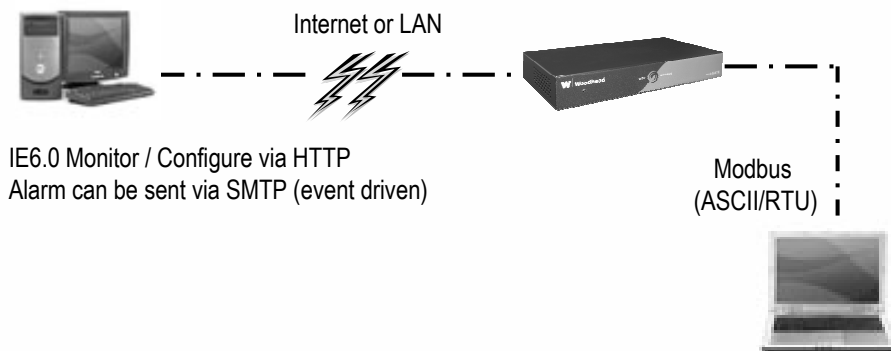 Internet or LAN
W Woodhead
IE6.0 Monitor / Configure via HTTP
Alarm can be sent via SMTP (event driven)
Modbus
(ASCII/RTU)